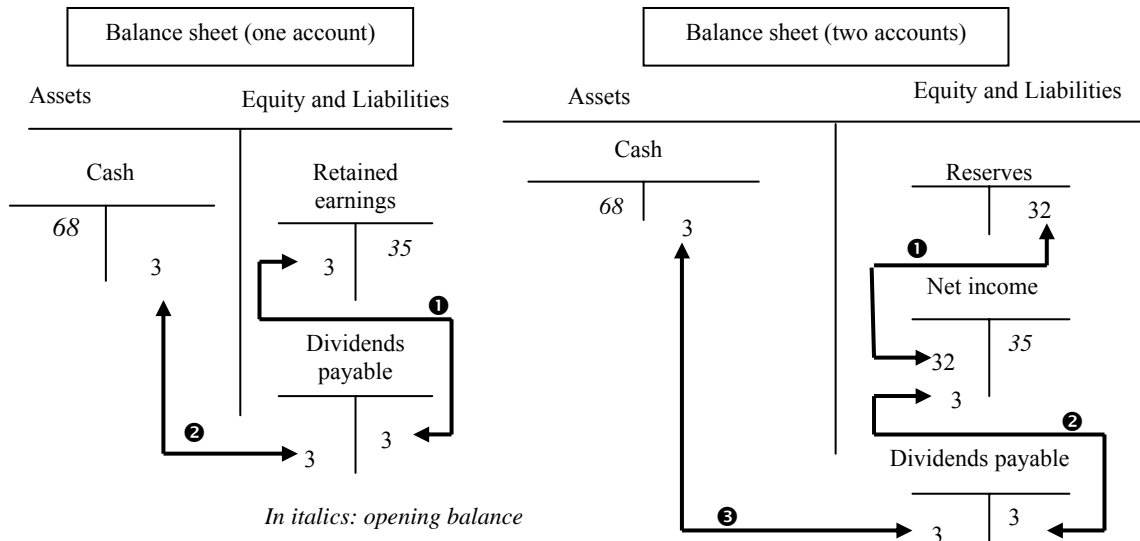 Balance sheet (one account)
Assets
Equity and Liabilities
Cash
68
3
Retained
earnings
35
3
❶
Dividends
payable
3
3
❷
In italics: opening balance
Balance sheet (two accounts)
Assets
Equity and Liabilities
Cash
68
3
Reserves
32
❶
Net income
35
32
3
❷
Dividends payable
3
3
❸